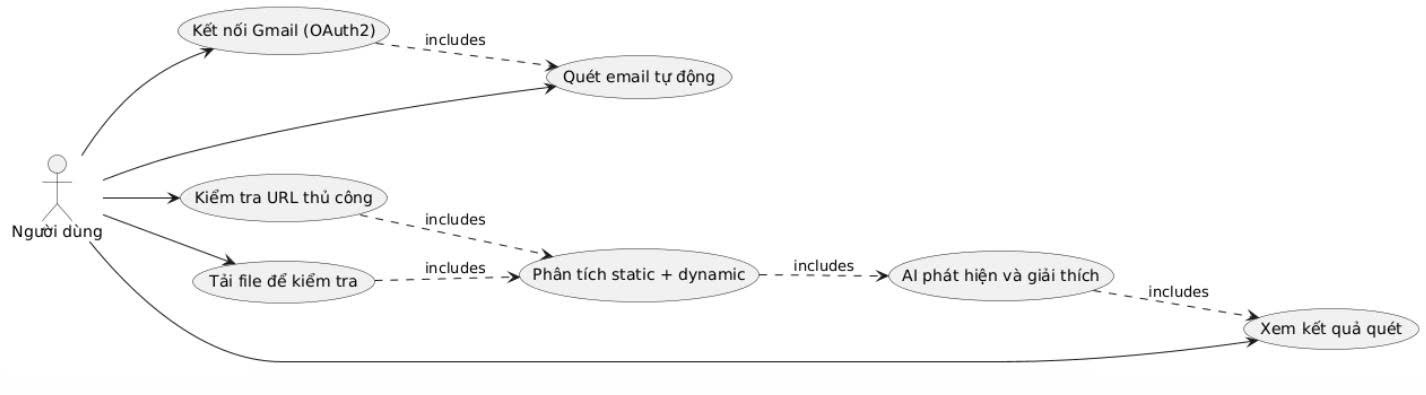 Kết nối Gmail (OAuth2)
includes
Quét email tự động
Kiểm tra URL thủ công
includes
Người dùng
Tải file để kiểm tra
includes
Phân tích static + dynamic
includes
AI phát hiện và giải thích
includes
Xem kết quả quét